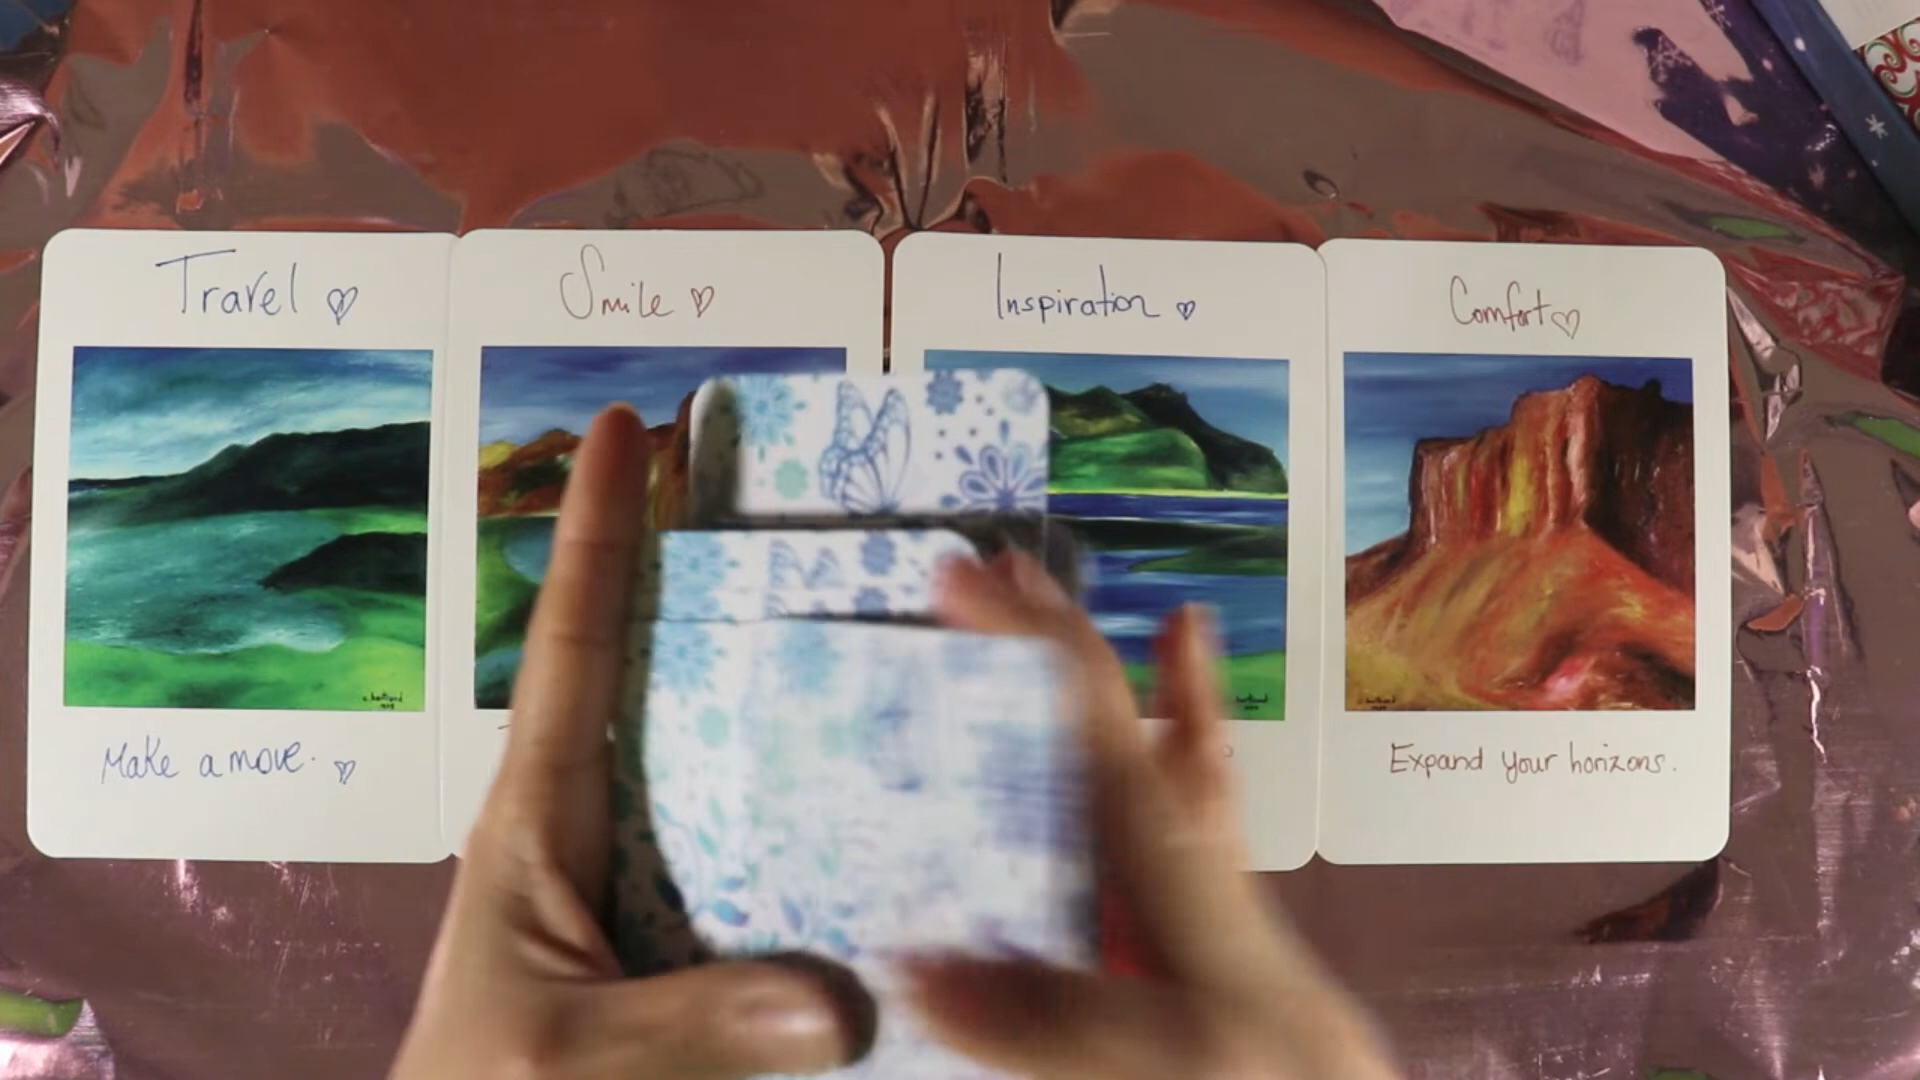 Travel
Smile
Inspiration
Comfort
Make a move.
Expand your horizons.